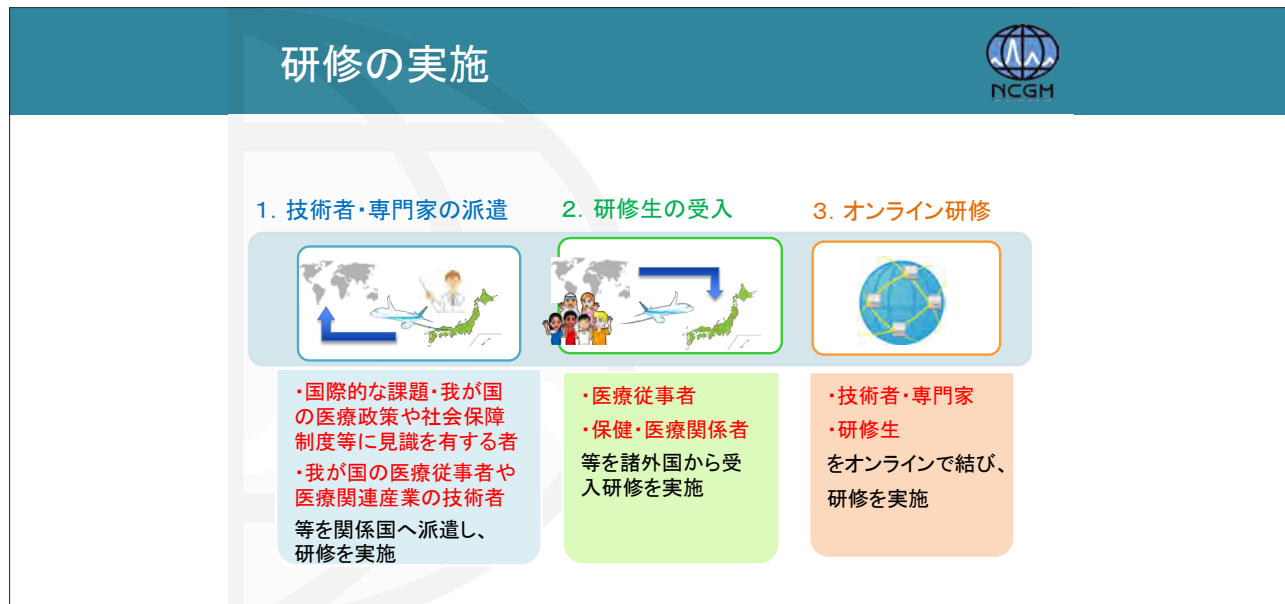 研修の実施
NCGM
1．技術者・専門家の派遣
2．研修生の受入
3．オンライン研修
・国際的な課題・我が国
の医療政策や社会保障
制度等に見識を有する者
・我が国の医療従事者や
医療関連産業の技術者
等を関係国へ派遣し、
研修を実施
・医療従事者
・保健・医療関係者
等を諸外国から受
入研修を実施
・技術者・専門家
・研修生
をオンラインで結び、
研修を実施